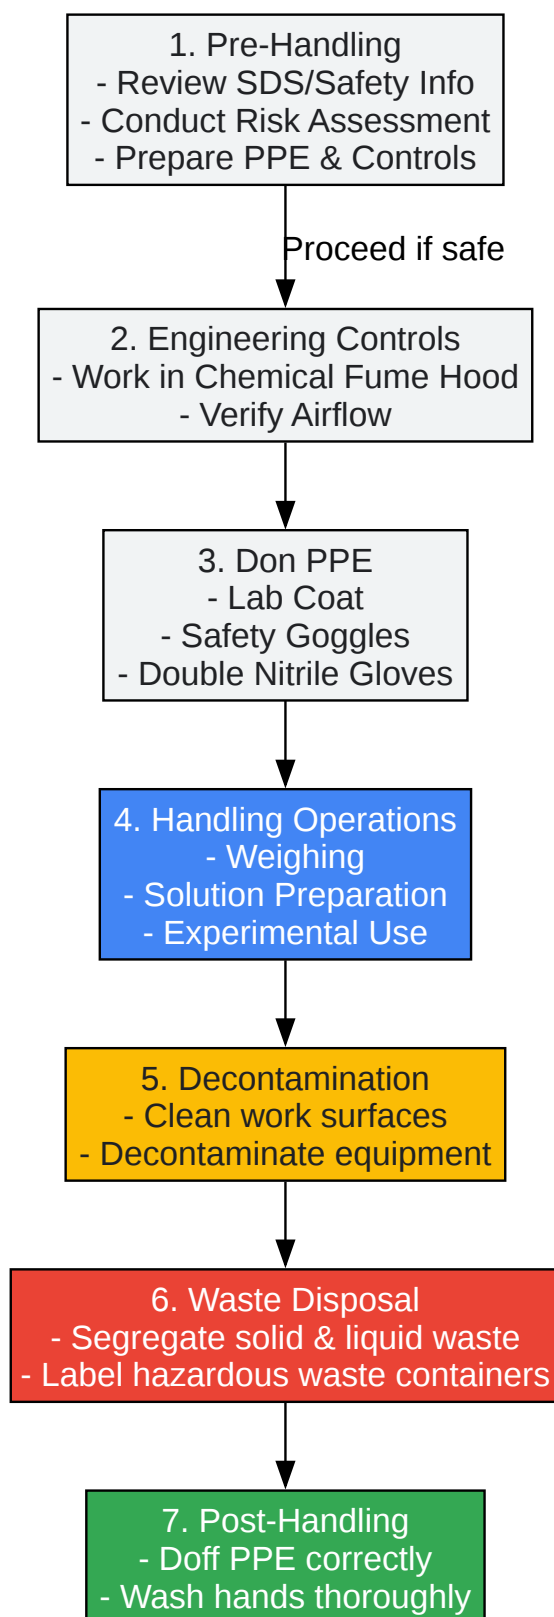 1. Pre-Handling
- Review SDS/Safety Info
- Conduct Risk Assessment
- Prepare PPE & Controls
Proceed if safe
2. Engineering Controls
- Work in Chemical Fume Hood
- Verify Airflow
3. Don PPE
- Lab Coat
- Safety Goggles
- Double Nitrile Gloves
4. Handling Operations
- Weighing
- Solution Preparation
- Experimental Use
5. Decontamination
- Clean work surfaces
- Decontaminate equipment
6. Waste Disposal
- Segregate solid & liquid waste
- Label hazardous waste containers
7. Post-Handling
- Doff PPE correctly
- Wash hands thoroughly